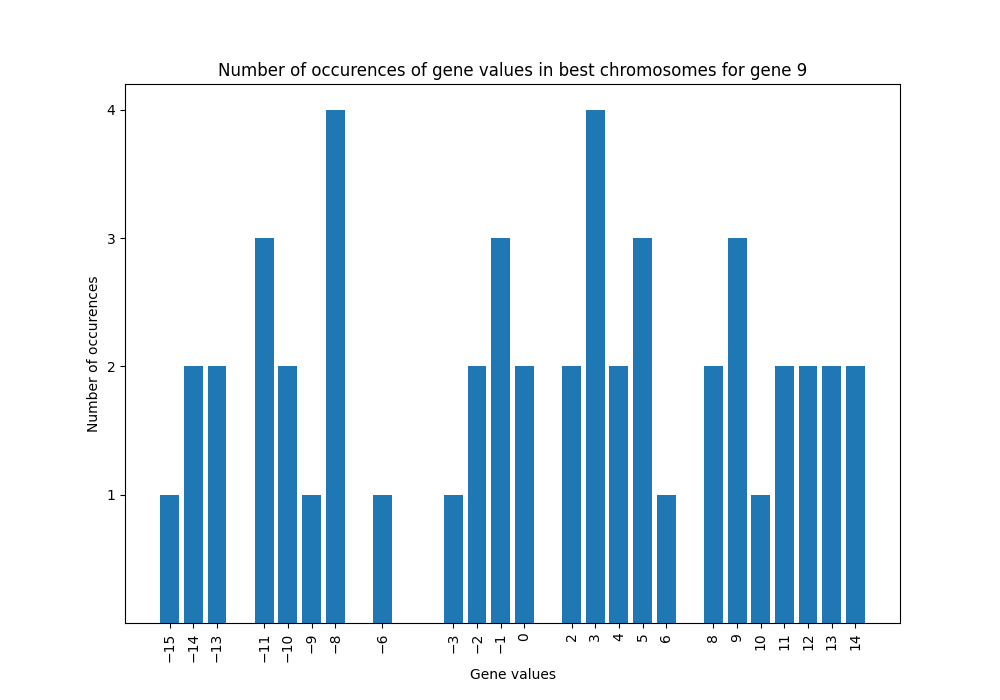 Number of occurences of gene values in best chromosomes for gene 9
Number of occurences
4
3
2
1
−15 −14 −13 −11 −10 −9 −8 −6 −3 −2 −1 0 2 3 4 5 6 8 9 10 11 12 13 14
Gene values